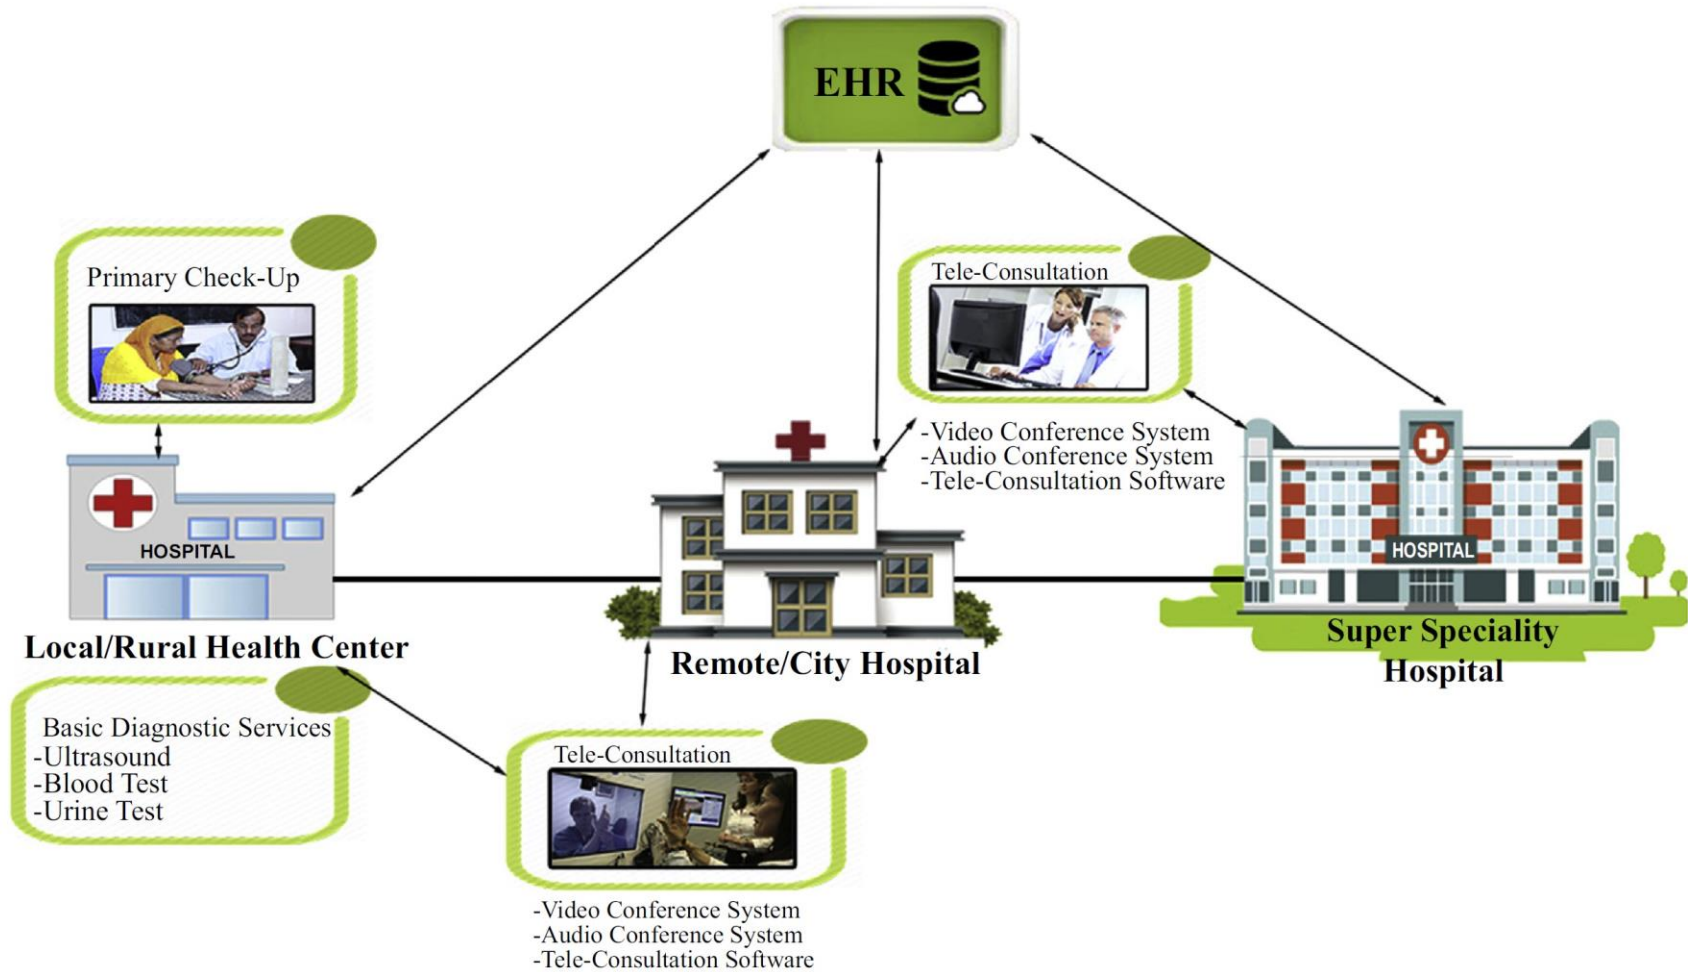 EHR
Primary Check-Up
Tele-Consultation
-Video Conference System
-Audio Conference System
-Tele-Consultation Software
HOSPITAL
HOSPITAL
Local/Rural Health Center
Remote/City Hospital
Super Speciality
Hospital
Basic Diagnostic Services
-Ultrasound
-Blood Test
-Urine Test
Tele-Consultation
-Video Conference System
-Audio Conference System
-Tele-Consultation Software